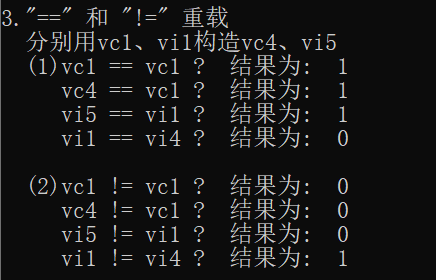 3."==" 和 "!=" 重载
分别用vc1、vi1构造vc4、vi5
(1)vc1 == vc1 ? 结果为: 1
vc4 == vc1 ? 结果为: 1
vi5 == vi1 ? 结果为: 1
vi1 == vi4 ? 结果为: 0
(2)vc1 != vc1 ? 结果为: 0
vc4 != vc1 ? 结果为: 0
vi5 != vi1 ? 结果为: 0
vi1 != vi4 ? 结果为: 1